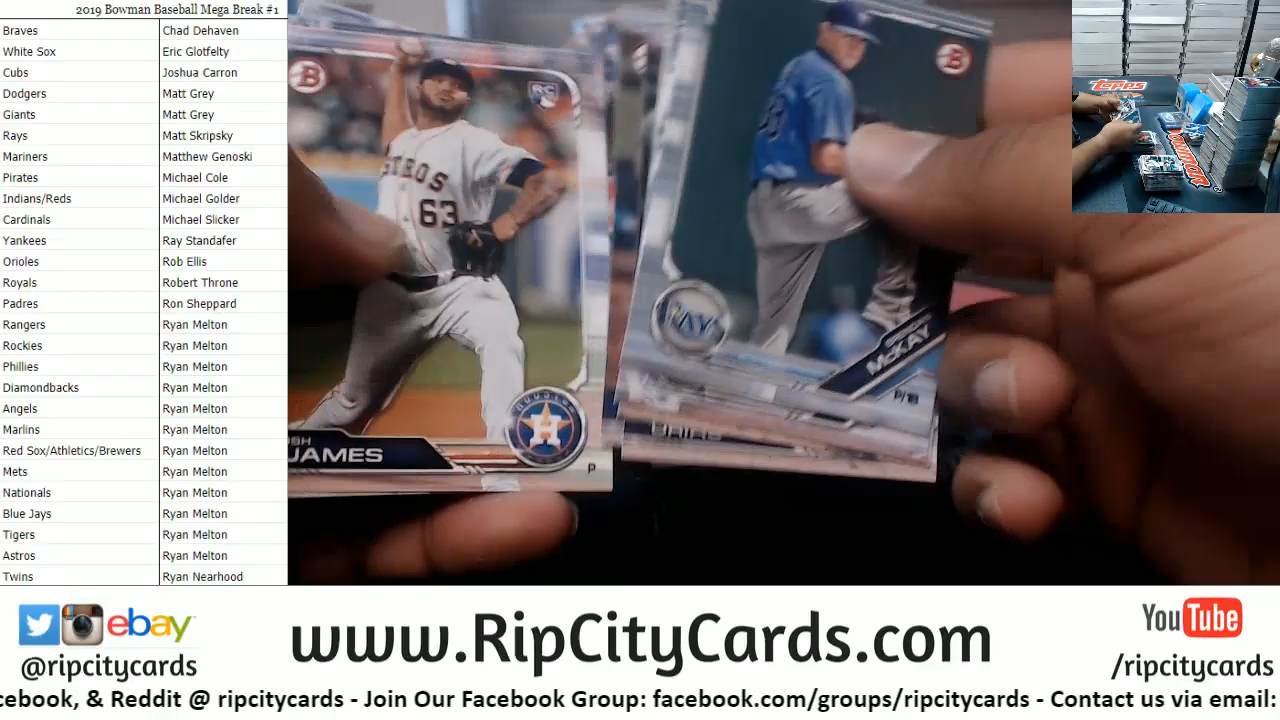 2019 Bowman Baseball Mega Break #1
Braves Chad Dehaven
White Sox Eric Glotfelty
Cubs Joshua Carron
Dodgers Matt Grey
Giants Matt Grey
Rays Matt Skripsky
Mariners Matthew Genoski
Pirates Michael Cole
Indians/Reds Michael Golder
Cardinals Michael Slicker
Yankees Ray Standafer
Orioles Rob Ellis
Royals Robert Throne
Padres Ron Sheppard
Rangers Ryan Melton
Rockies Ryan Melton
Phillies Ryan Melton
Diamondbacks Ryan Melton
Angels Ryan Melton
Marlins Ryan Melton
Red Sox/Athletics/Brewers Ryan Melton
Mets Ryan Melton
Nationals Ryan Melton
Blue Jays Ryan Melton
Tigers Ryan Melton
Astros Ryan Melton
Twins Ryan Nearhood
B
RC
STROS
63
HOUSTON
H
SH
JAMES
P
B
RAYS
McKAY
P/1B
topps
Bowman
ebay
@ripcitycards
www.RipCityCards.com
YouTube
/ripcitycards
cebook, & Reddit @ ripcitycards - Join Our Facebook Group: facebook.com/groups/ripcitycards - Contact us via email: